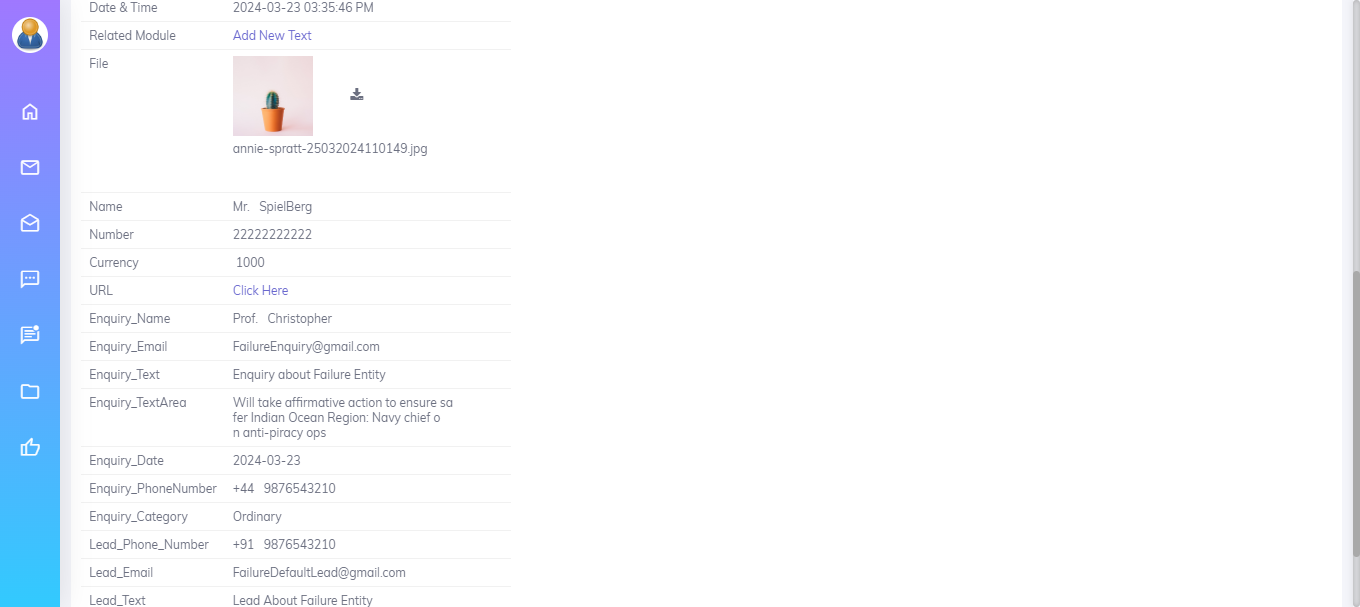 Date & Time 2024-03-23 03:35:46 PM
Related Module Add New Text
File
annie-spratt-25032024110149.jpg
Name Mr. SpielBerg
Number 22222222222
Currency 1000
URL Click Here
Enquiry_Name Prof. Christopher
Enquiry_Email FailureEnquiry@gmail.com
Enquiry_Text Enquiry about Failure Entity
Enquiry_TextArea Will take affirmative action to ensure sa
fer Indian Ocean Region: Navy chief o
n anti-piracy ops
Enquiry_Date 2024-03-23
Enquiry_PhoneNumber +44 9876543210
Enquiry_Category Ordinary
Lead_Phone_Number +91 9876543210
Lead_Email FailureDefaultLead@gmail.com
Lead_Text Lead About Failure Entity